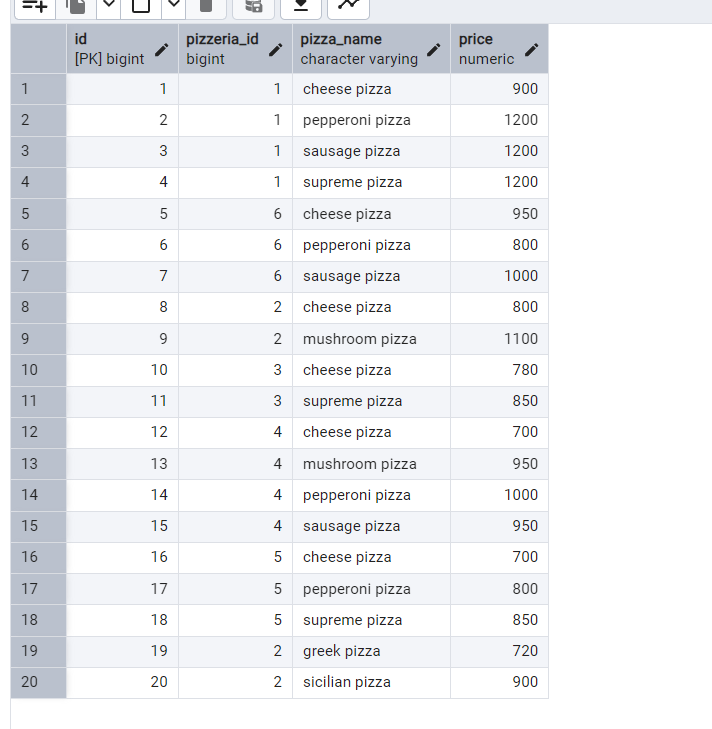 id pizzeria_id pizza_name price
[PK] bigint bigint character varying numeric
1 1 1 cheese pizza 900
2 2 1 pepperoni pizza 1200
3 3 1 sausage pizza 1200
4 4 1 supreme pizza 1200
5 5 6 cheese pizza 950
6 6 6 pepperoni pizza 800
7 7 6 sausage pizza 1000
8 8 2 cheese pizza 800
9 9 2 mushroom pizza 1100
10 10 3 cheese pizza 780
11 11 3 supreme pizza 850
12 12 4 cheese pizza 700
13 13 4 mushroom pizza 950
14 14 4 pepperoni pizza 1000
15 15 4 sausage pizza 950
16 16 5 cheese pizza 700
17 17 5 pepperoni pizza 800
18 18 5 supreme pizza 850
19 19 2 greek pizza 720
20 20 2 sicilian pizza 900